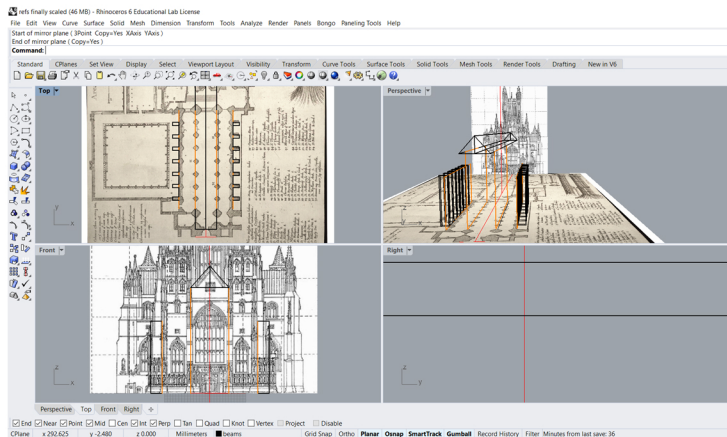 refs finally scaled (46 MB) - Rhinoceros 6 Educational Lab License
File Edit View Curve Surface Solid Mesh Dimension Transform Tools Analyze Render Panels Bongo Paneling Tools Help
Start of mirror plane ( 3Point Copy=Yes XAxis YAxis )
End of mirror plane ( Copy=Yes )
Command:
Standard CPlanes Set View Display Select Viewport Layout Visibility Transform Curve Tools Surface Tools Solid Tools Mesh Tools Render Tools Drafting New in V6
Top
Perspective
y
x
Front
Right
z
x
z
y
Perspective Top Front Right
End Near Point Mid Cen Int Perp Tan Quad Knot Vertex Project Disable
CPlane x 292.625 y -2.480 z 0.000 Millimeters beams Grid Snap Ortho Planar Osnap SmartTrack Gumball Record History Filter Minutes from last save: 36